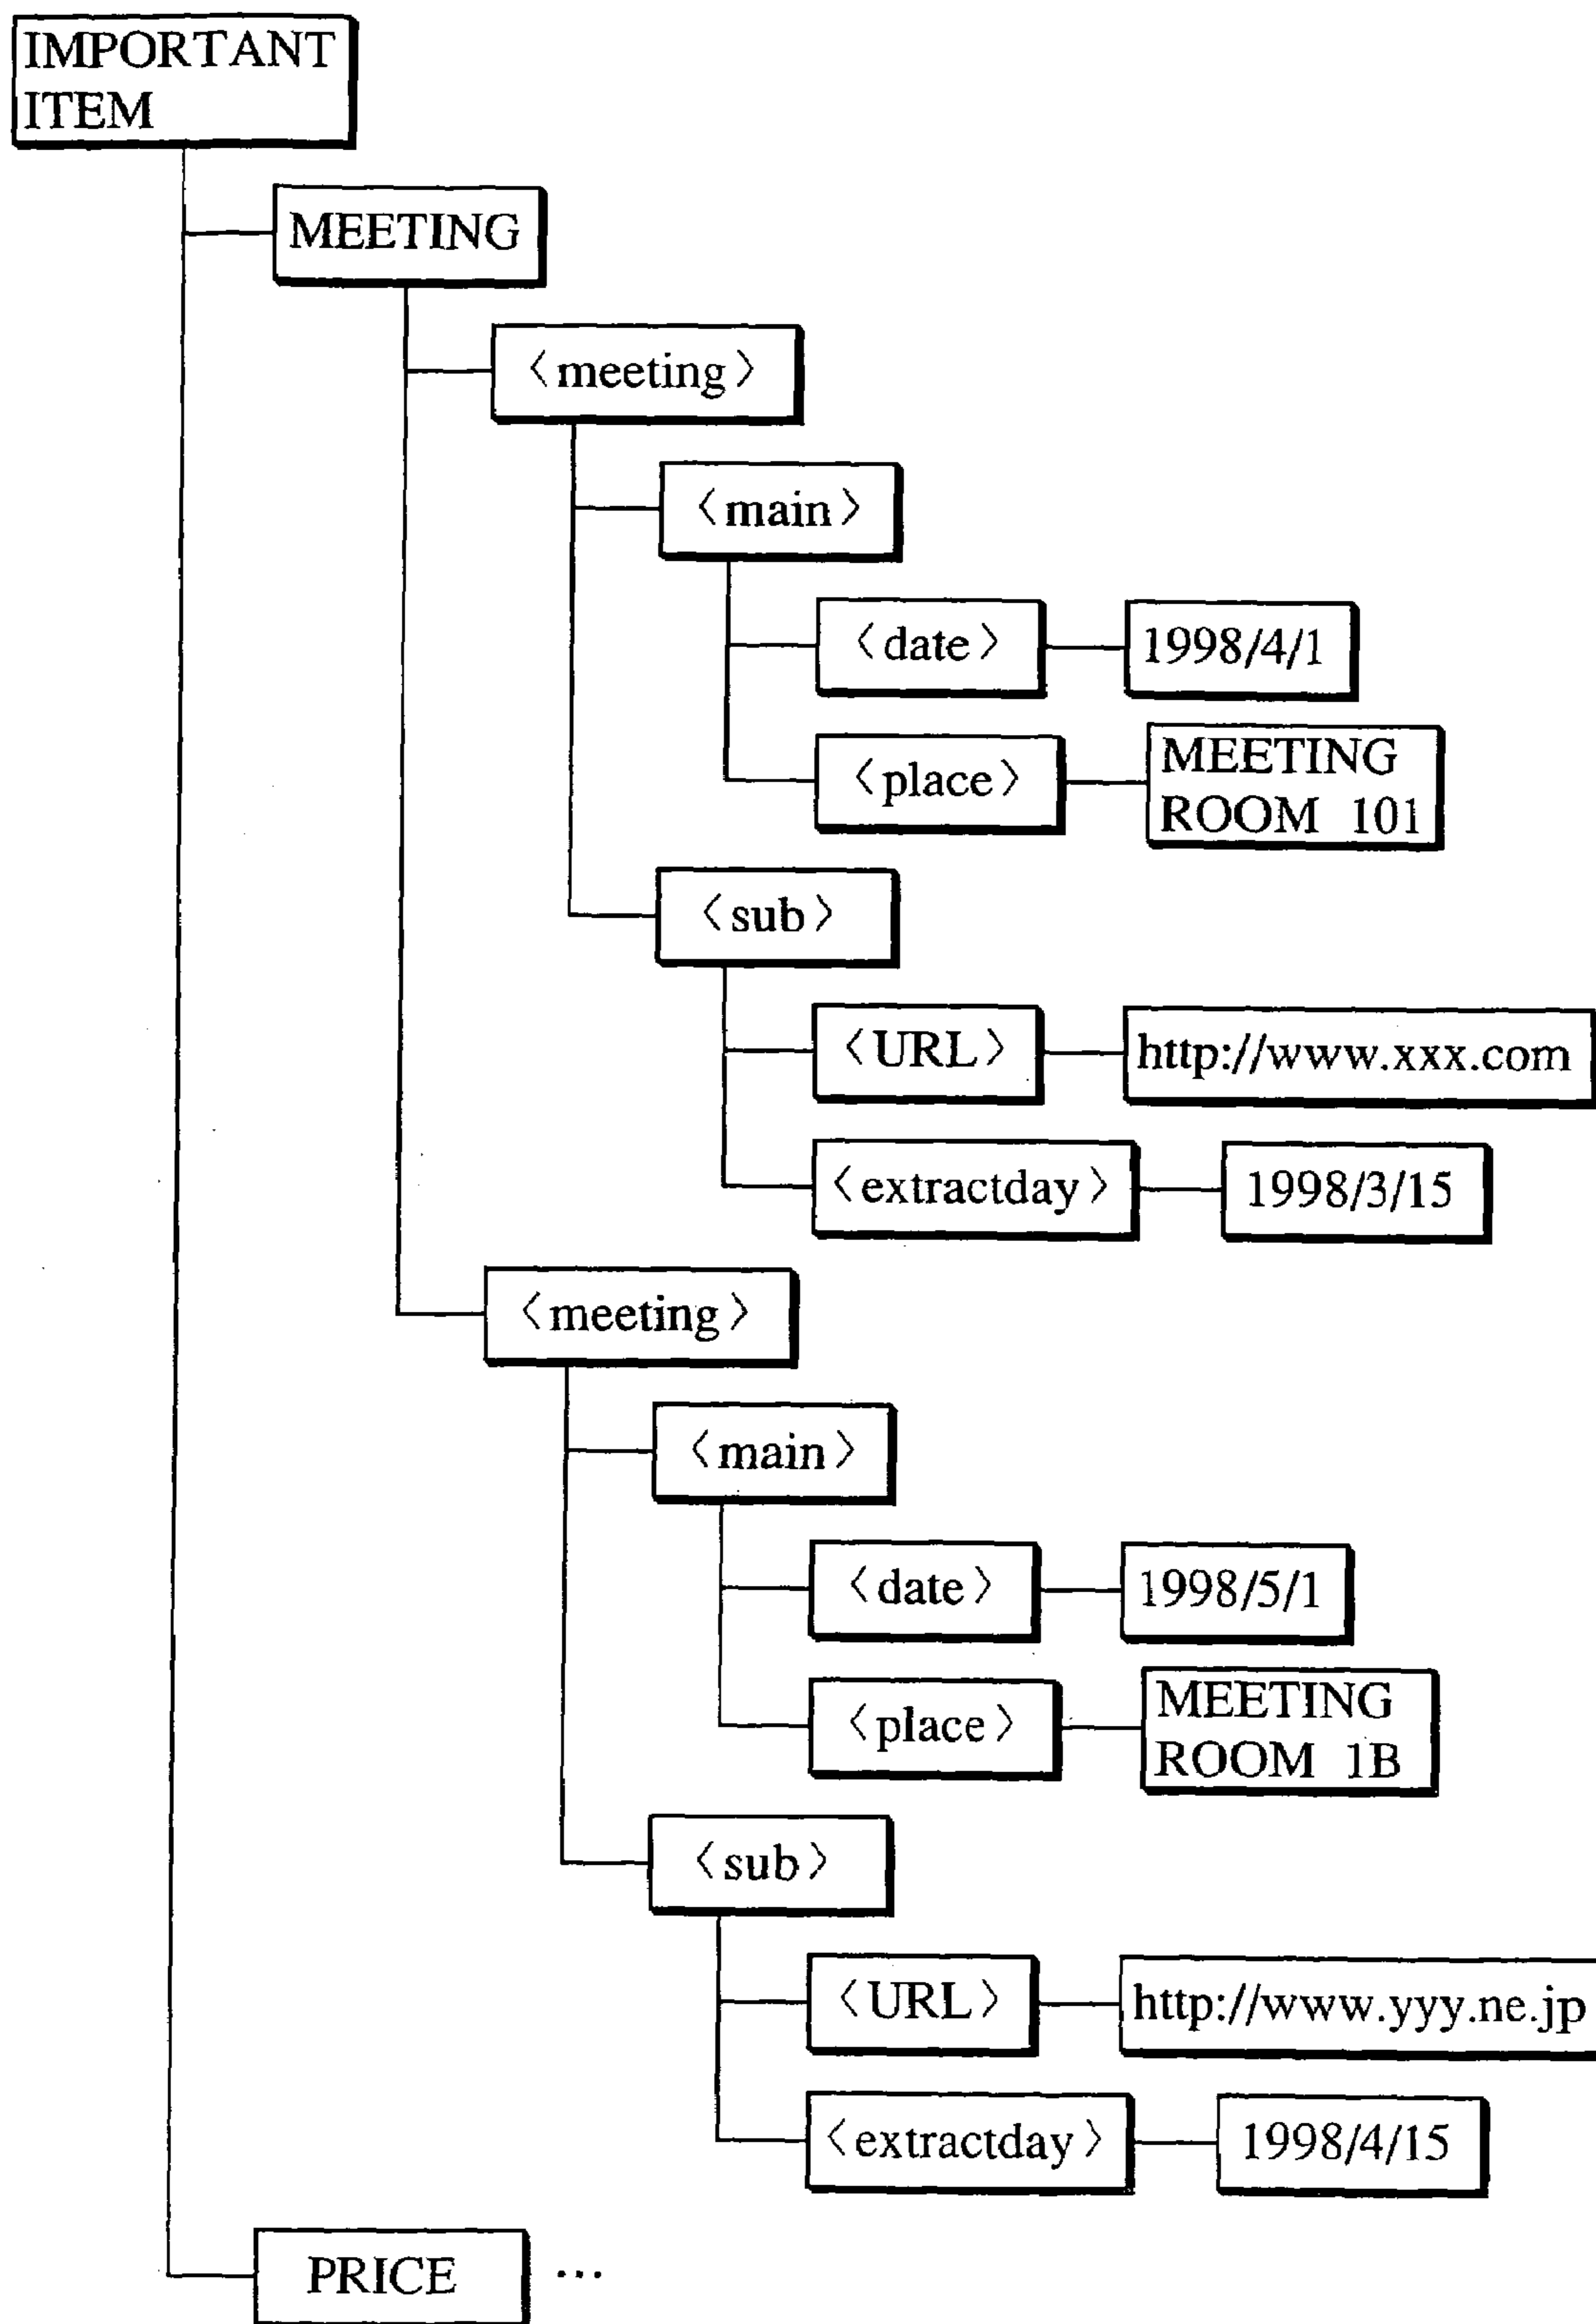 IMPORTANT
ITEM
MEETING
〈meeting〉
〈main〉
〈date〉 1998/4/1
〈place〉 MEETING
ROOM 101
〈sub〉
〈URL〉 http://www.xxx.com
〈extractday〉 1998/3/15
〈meeting〉
〈main〉
〈date〉 1998/5/1
〈place〉 MEETING
ROOM 1B
〈sub〉
〈URL〉 http://www.yyy.ne.jp
〈extractday〉 1998/4/15
PRICE ...